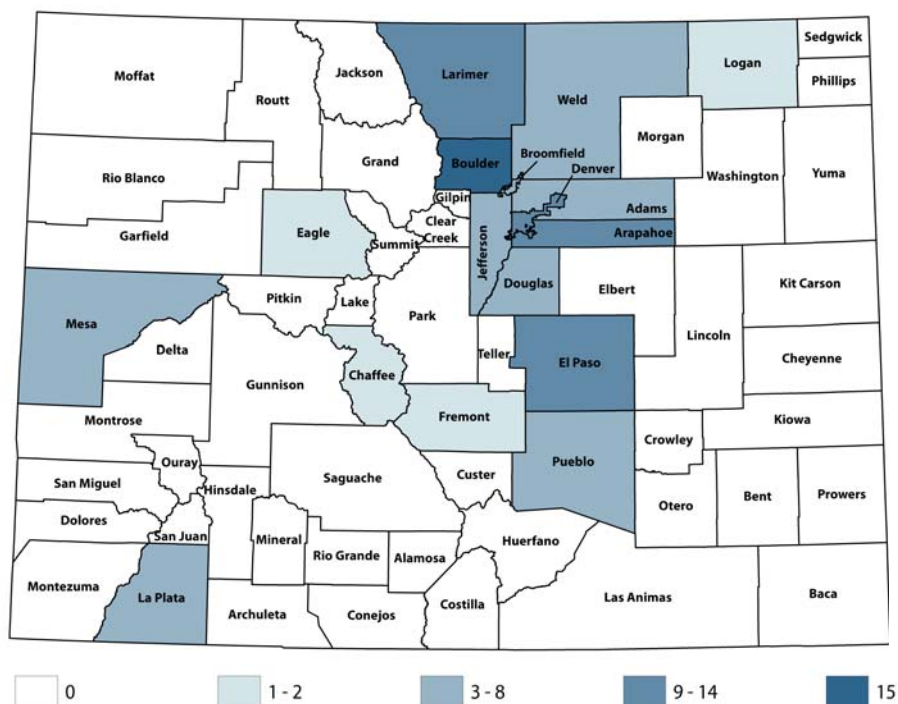 Sedgwick
Moffat
Jackson
Larimer
Logan
Phillips
Routt
Weld
Morgan
Grand
Boulder
Broomfield
Denver
Washington
Yuma
Rio Blanco
Gilpin
Clear
Creek
Adams
Garfield
Eagle
Summit
Jefferson
Arapahoe
Mesa
Pitkin
Lake
Park
Douglas
Elbert
Kit Carson
Lincoln
Delta
Teller
El Paso
Cheyenne
Gunnison
Chaffee
Montrose
Fremont
Kiowa
Crowley
Ouray
Pueblo
San Miguel
Hinsdale
Saguache
Custer
Otero
Bent
Prowers
Dolores
San Juan
Mineral
Rio Grande
Alamosa
Huerfano
Montezuma
La Plata
Archuleta
Conejos
Costilla
Las Animas
Baca
0
1 - 2
3 - 8
9 - 14
15